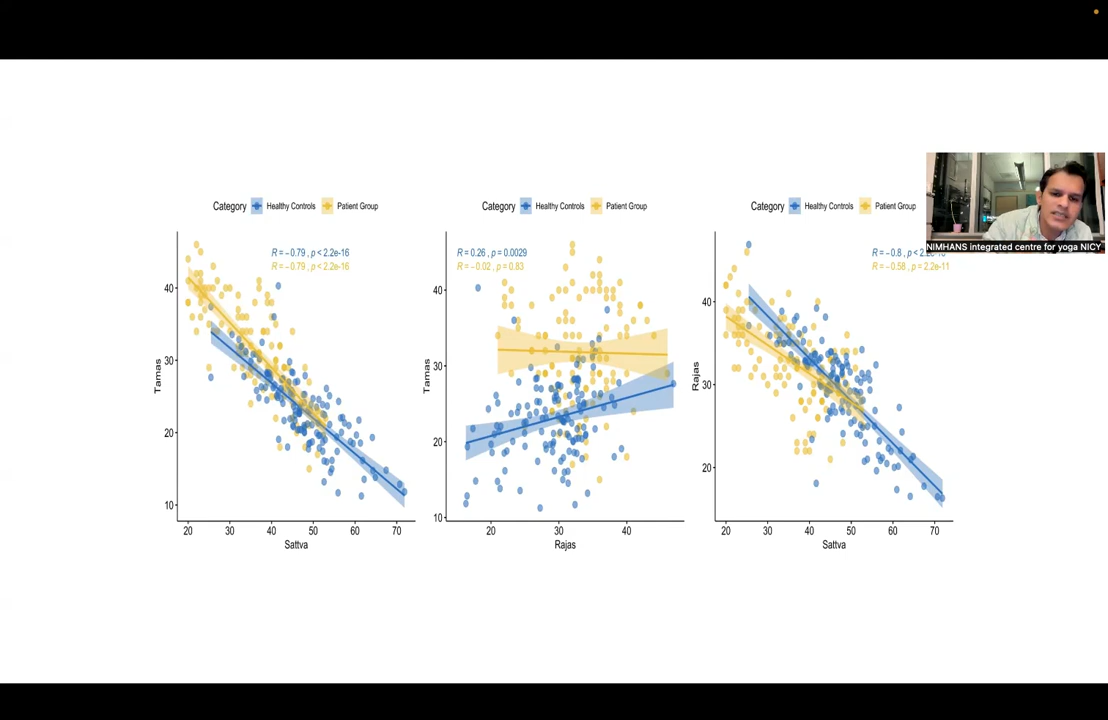 Category Healthy Controls Patient Group
R = −0.79 , p < 2.2e-16
R = −0.79 , p < 2.2e-16
Tamas
40
30
20
10
20 30 40 50 60 70
Sattva
Category Healthy Controls Patient Group
R = 0.26 , p = 0.0029
R = −0.02 , p = 0.83
Tamas
40
30
20
10
20 30 40
Rajas
Category Healthy Controls Patient Group
R = −0.8 , p < 2.2e-16
R = −0.58 , p = 2.2e-11
Rajas
40
30
20
20 30 40 50 60 70
Sattva
NIMHANS integrated centre for yoga NICY